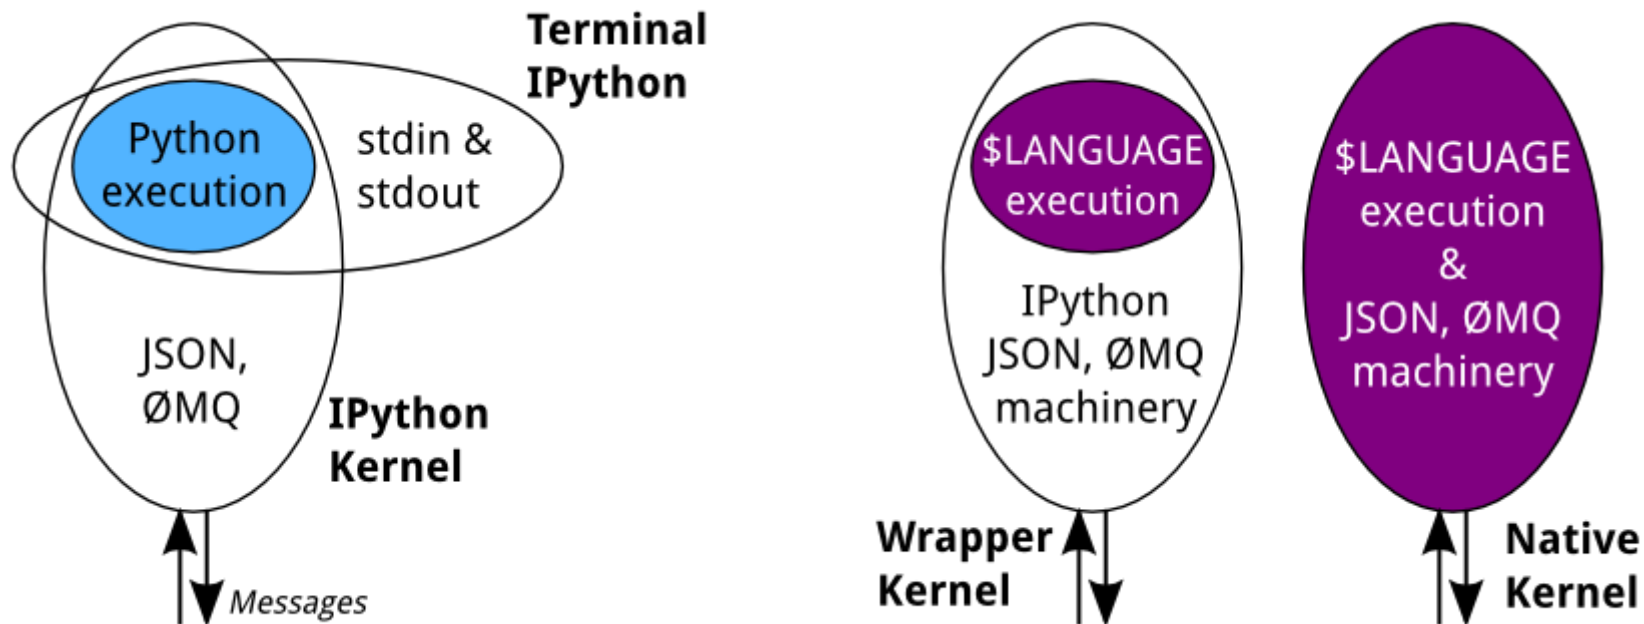 Terminal
IPython
Python
execution
stdin &
stdout
JSON,
ØMQ
IPython
Kernel
Messages
$LANGUAGE
execution
IPython
JSON, ØMQ
machinery
Wrapper
Kernel
$LANGUAGE
execution
&
JSON, ØMQ
machinery
Native
Kernel